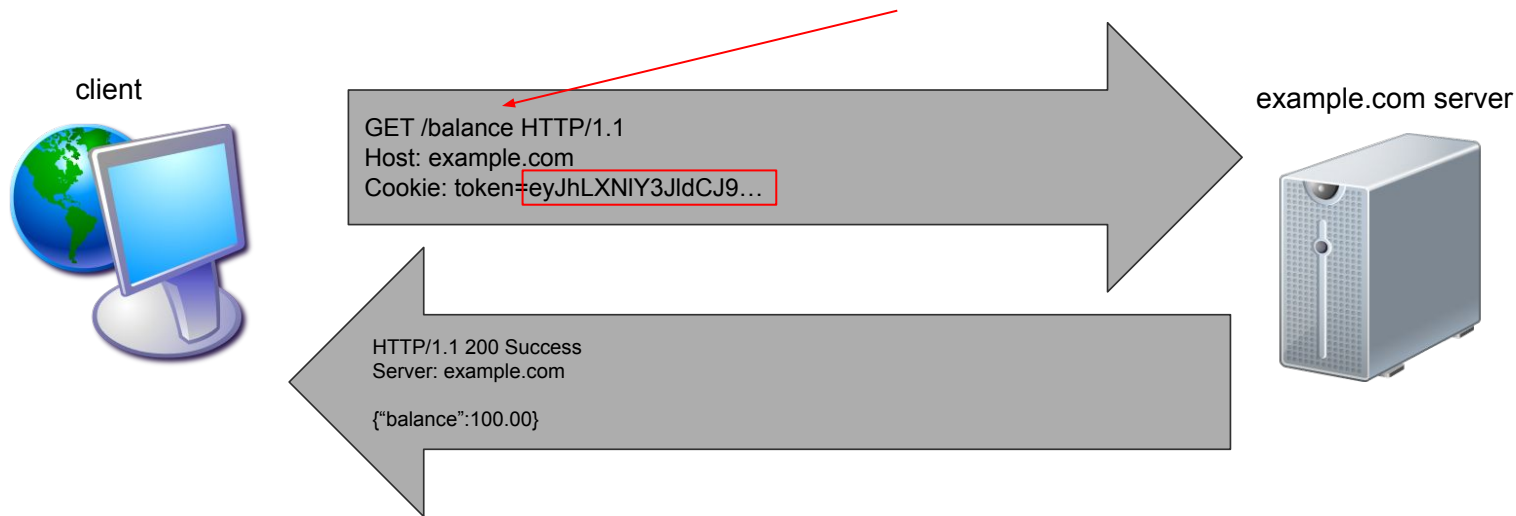 client
example.com server
GET /balance HTTP/1.1
Host: example.com
Cookie: token=eyJhLXNlY3JldCJ9…
HTTP/1.1 200 Success
Server: example.com
{“balance”:100.00}